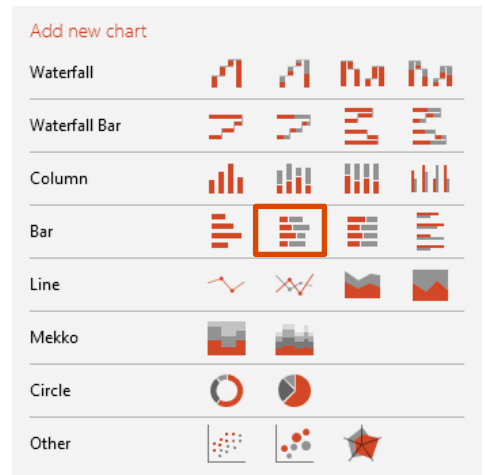 Add new chart
Waterfall
Waterfall Bar
Column
Bar
Line
Mekko
Circle
Other